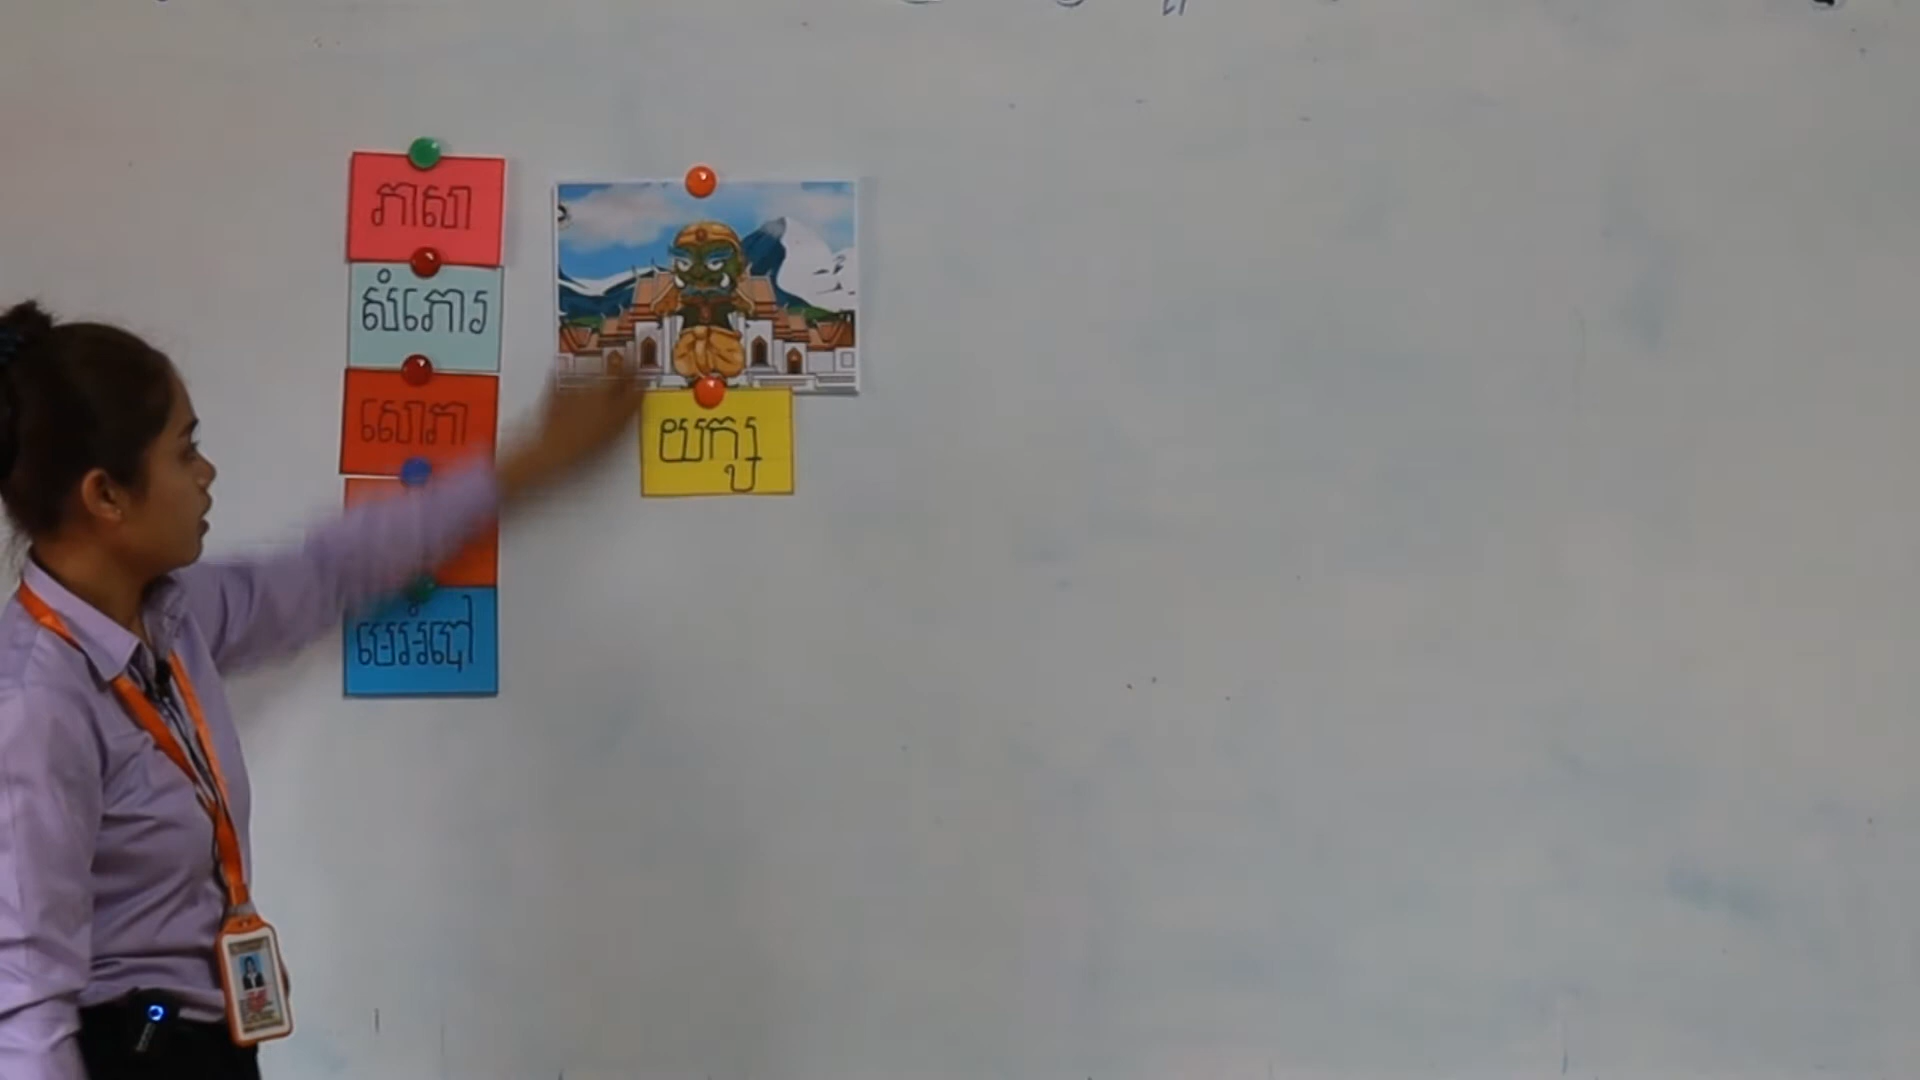 ភាសា
សំភោរ
សោភា
មេអំបៅ
យក្ស